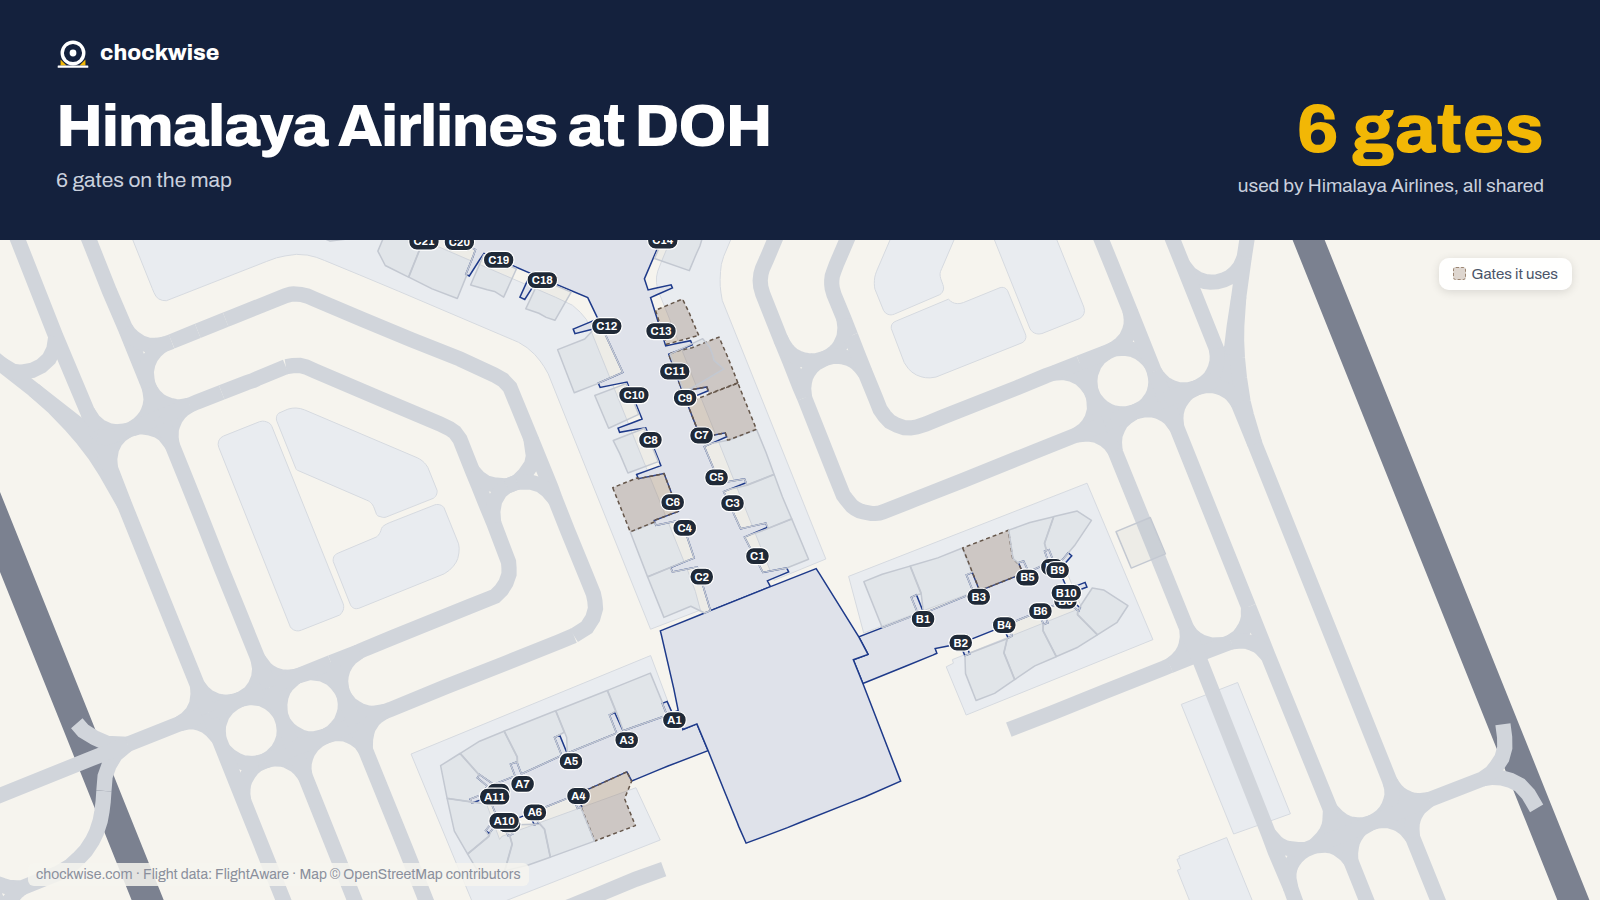 chockwise
Himalaya Airlines at DOH
6 gates on the map
6 gates
used by Himalaya Airlines, all shared
Gates it uses
C21
C20
C14
C19
C18
C12
C13
C11
C10
C9
C7
C8
C5
C6
C3
C4
C1
C2
B5
B9
B3
B10
B6
B1
B4
B2
A1
A3
A5
A7
A11
A4
A6
A10
chockwise.com · Flight data: FlightAware · Map © OpenStreetMap contributors